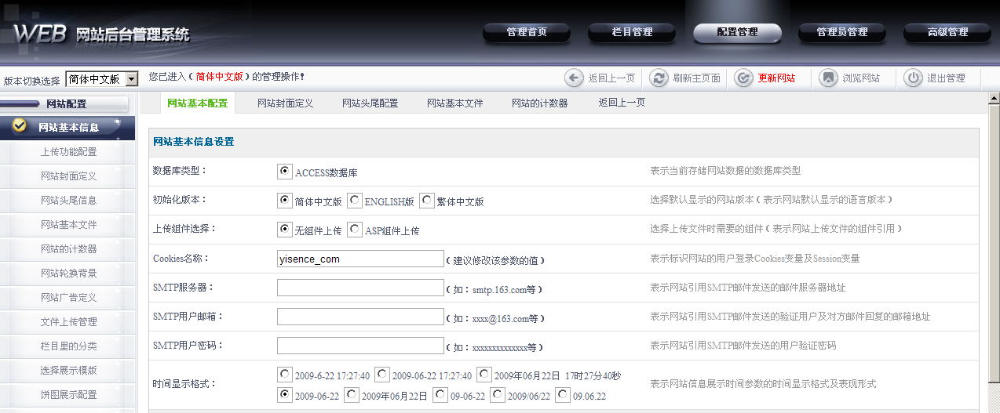 WEB 网站后台管理系统
管理首页 栏目管理 配置管理 管理员管理 高级管理
版本切换选择 简体中文版 您已进入(简体中文版)的管理操作! 返回上一页 刷新主页面 更新网站 浏览网站 退出管理
网站配置 网站基本配置 网站封面定义 网站头尾配置 网站基本文件 网站的计数器 返回上一页
网站基本信息
上传功能配置
网站封面定义
网站头尾信息
网站基本文件
网站的计数器
网站轮换背景
网站广告定义
文件上传管理
栏目里的分类
选择展示模版
饼图展示配置
网站基本信息设置
数据库类型： ACCESS数据库 表示当前存储网站数据的数据库类型
初始化版本： 简体中文版 ENGLISH版 繁体中文版 选择默认显示的网站版本(表示网站默认显示的语言版本)
上传组件选择： 无组件上传 ASP组件上传 选择上传文件时需要的组件(表示网站上传文件的组件引用)
Cookies名称： yisence_com (建议修改该参数的值) 表示标识网站的用户登录Cookies变量及Session变量
SMTP服务器： (如：smtp.163.com等) 表示网站引用SMTP邮件发送的邮件服务器地址
SMTP用户邮箱： (如：xxxx@163.com等) 表示网站引用SMTP邮件发送的验证用户及对方邮件回复的邮箱地址
SMTP用户密码： (如：xxxxxxxxxxxxxx等) 表示网站引用SMTP邮件发送的用户验证密码
时间显示格式： 2009-6-22 17:27:40 2009-06-22 17:27:40 2009年06月22日 17时27分40秒 表示网站信息展示时间参数的时间显示格式及表现形式
2009-06-22 2009年06月22日 09-06-22 2009/06/22 09.06.22